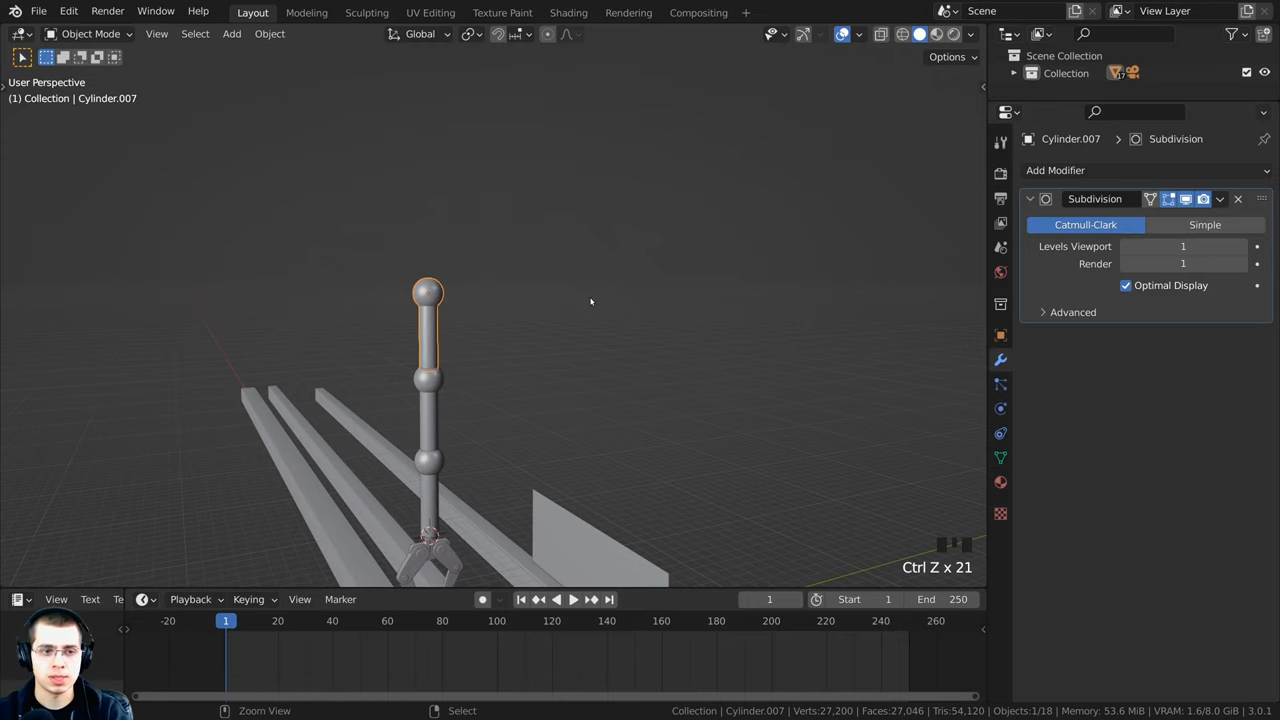 File Edit Render Window Help Layout Modeling Sculpting UV Editing Texture Paint Shading Animation Rendering Compositing + Scene View Layer
Object Mode View Select Add Object Global
Options
User Perspective
(1) Collection | Cylinder.007
Scene Collection
Collection 17
Cylinder.007 > Subdivision
Add Modifier
Subdivision
Catmull-Clark Simple
Levels Viewport 1
Render 1
Optimal Display
Advanced
Ctrl Z x 21
View Text Te Playback Keying View Marker 1 Start 1 End 250
-20 1 20 40 60 80 100 120 140 160 180 200 220 240 260
Zoom View Select Collection | Cylinder.007 | Verts:27,200 | Faces:27,046 | Tris:54,120 | Objects:1/18 | Memory: 53.6 MiB | VRAM: 1.6/8.0 GiB | 3.0.1